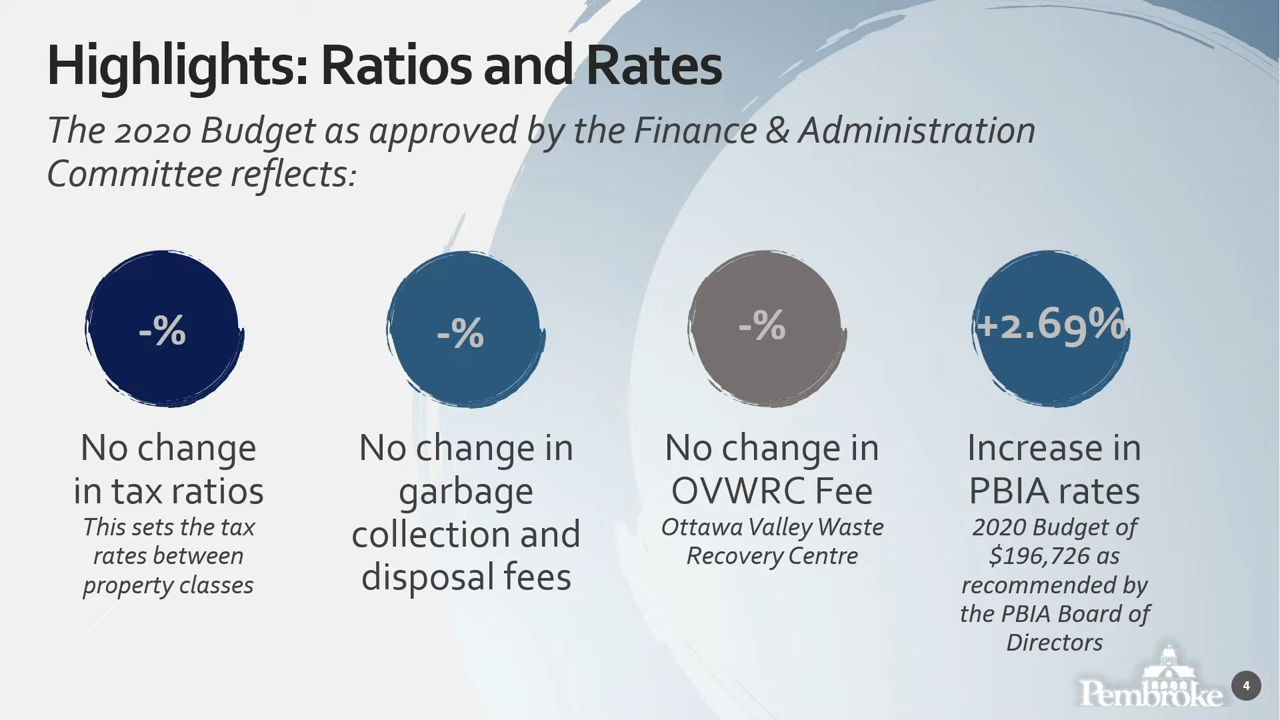 Highlights: Ratios and Rates
The 2020 Budget as approved by the Finance & Administration
Committee reflects:
-%
No change
in tax ratios
This sets the tax
rates between
property classes
-%
No change in
garbage
collection and
disposal fees
-%
No change in
OVWRC Fee
Ottawa Valley Waste
Recovery Centre
+2.69%
Increase in
PBIA rates
2020 Budget of
$196,726 as
recommended by
the PBIA Board of
Directors
Pembroke
4